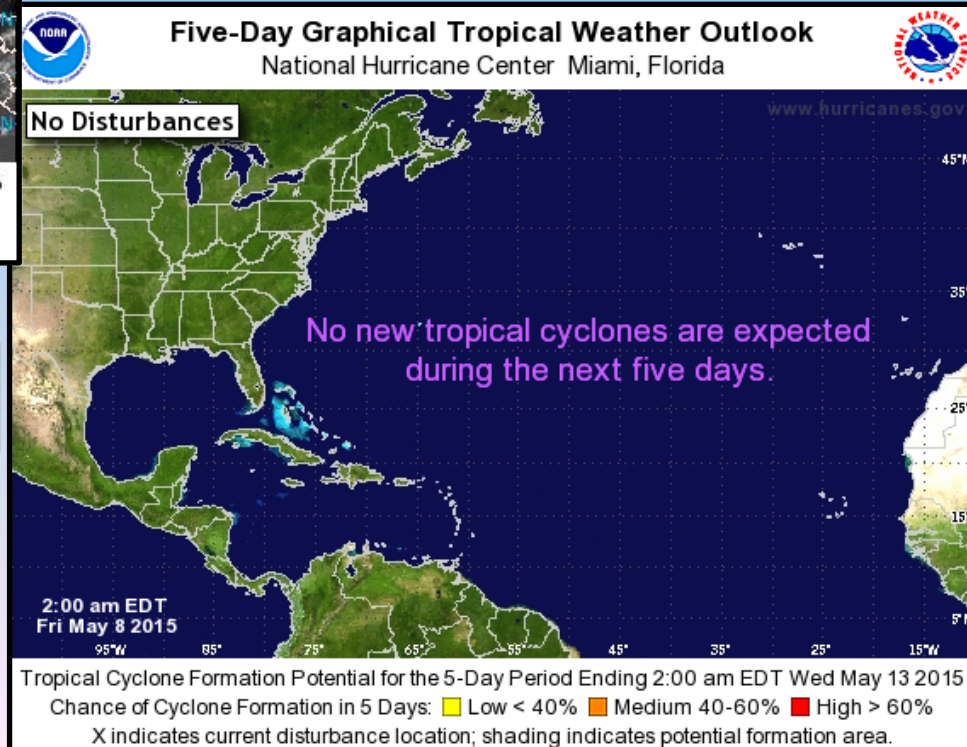 Five-Day Graphical Tropical Weather Outlook
National Hurricane Center Miami, Florida
NOAA
NATIONAL WEATHER SERVICE
No Disturbances
www.hurricanes.gov
45°N
35°
No new tropical cyclones are expected
during the next five days.
25°
15°
2:00 am EDT
Fri May 8 2015
5°N
95°W 85° 75° 65° 55° 45° 35° 25° 15°W
Tropical Cyclone Formation Potential for the 5-Day Period Ending 2:00 am EDT Wed May 13 2015
Chance of Cyclone Formation in 5 Days: Low < 40% Medium 40-60% High > 60%
X indicates current disturbance location; shading indicates potential formation area.